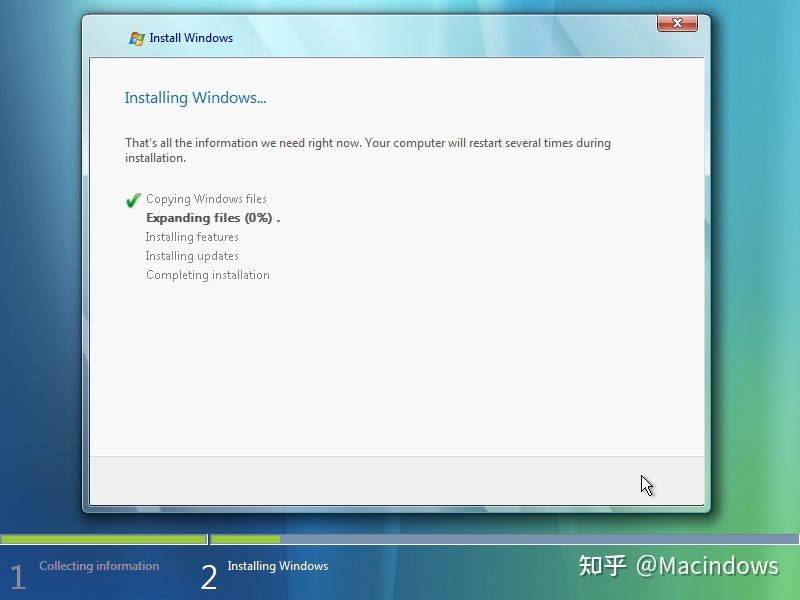 Install Windows
Installing Windows...
That's all the information we need right now. Your computer will restart several times during
installation.
Copying Windows files
Expanding files (0%) .
Installing features
Installing updates
Completing installation
1 Collecting information
2 Installing Windows
知乎 @Macindows